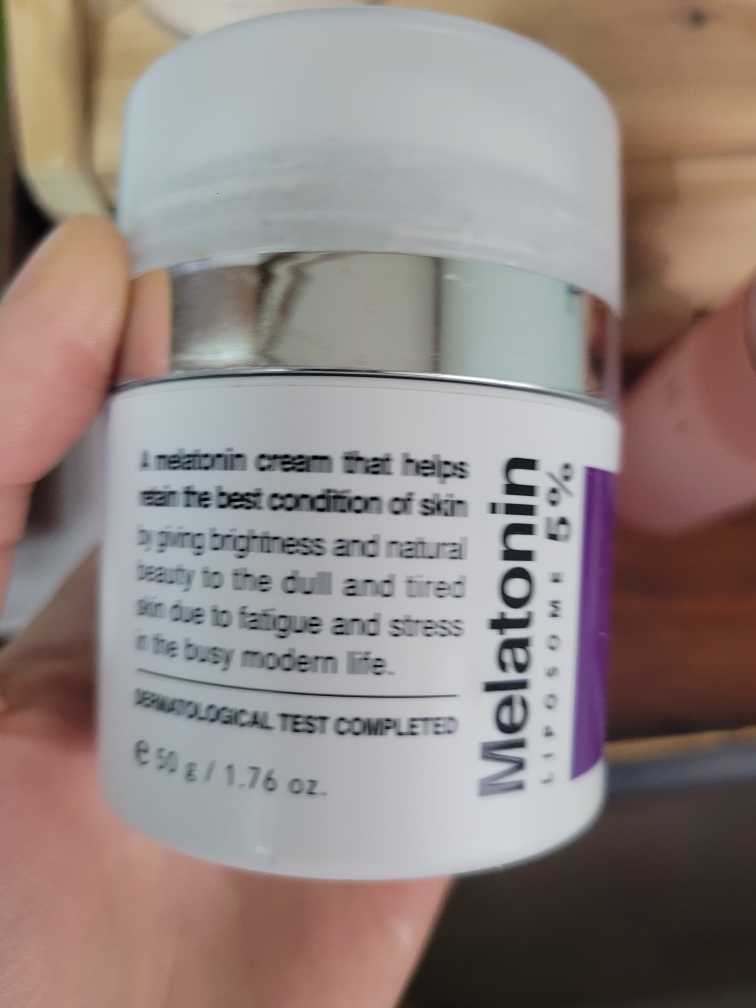 A melatonin cream that helps
retain the best condition of skin
by giving brightness and natural
beauty to the dull and tired
skin due to fatigue and stress
in the busy modern life.
DERMATOLOGICAL TEST COMPLETED
℮ 50 g / 1.76 oz.
Melatonin
LIPOSOME 5%